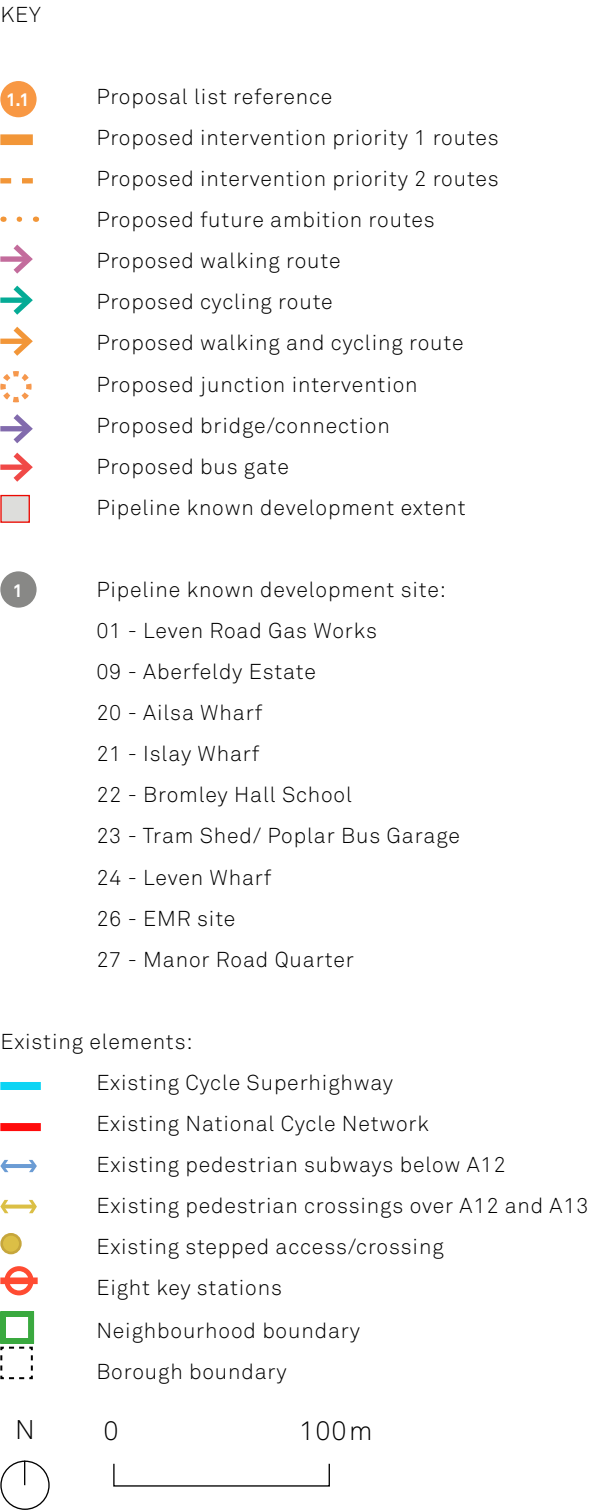 KEY
1.1 Proposal list reference
Proposed intervention priority 1 routes
Proposed intervention priority 2 routes
Proposed future ambition routes
Proposed walking route
Proposed cycling route
Proposed walking and cycling route
Proposed junction intervention
Proposed bridge/connection
Proposed bus gate
Pipeline known development extent
1 Pipeline known development site:
01 - Leven Road Gas Works
09 - Aberfeldy Estate
20 - Ailsa Wharf
21 - Islay Wharf
22 - Bromley Hall School
23 - Tram Shed/ Poplar Bus Garage
24 - Leven Wharf
26 - EMR site
27 - Manor Road Quarter
Existing elements:
Existing Cycle Superhighway
Existing National Cycle Network
Existing pedestrian subways below A12
Existing pedestrian crossings over A12 and A13
Existing stepped access/crossing
Eight key stations
Neighbourhood boundary
Borough boundary
N 0 100m